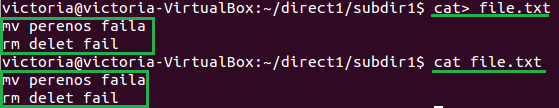 victoria@victoria-VirtualBox:~/direct1/subdir1$ cat> file.txt
mv perenos faila
rm delet fail
victoria@victoria-VirtualBox:~/direct1/subdir1$ cat file.txt
mv perenos faila
rm delet fail